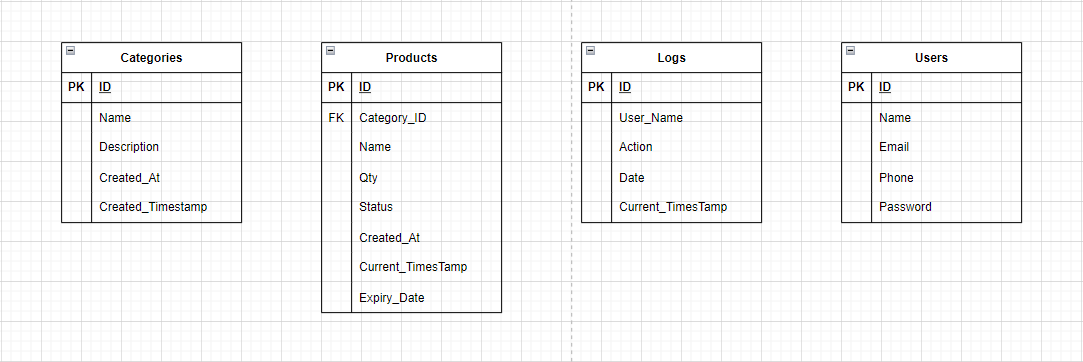 Categories
PK ID
Name
Description
Created_At
Created_Timestamp
Products
PK ID
FK Category_ID
Name
Qty
Status
Created_At
Current_TimesTamp
Expiry_Date
Logs
PK ID
User_Name
Action
Date
Current_TimesTamp
Users
PK ID
Name
Email
Phone
Password